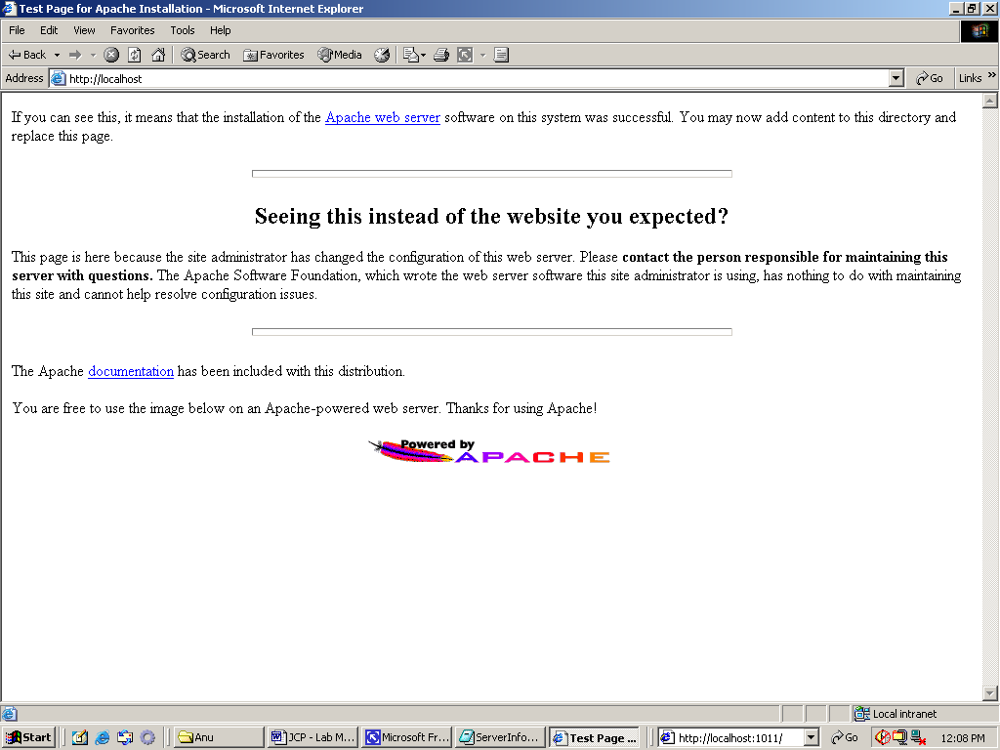 Test Page for Apache Installation - Microsoft Internet Explorer
File Edit View Favorites Tools Help
Back Search Favorites Media
Address http://localhost Go Links »
If you can see this, it means that the installation of the Apache web server software on this system was successful. You may now add content to this directory and
replace this page.
Seeing this instead of the website you expected?
This page is here because the site administrator has changed the configuration of this web server. Please contact the person responsible for maintaining this
server with questions. The Apache Software Foundation, which wrote the web server software this site administrator is using, has nothing to do with maintaining
this site and cannot help resolve configuration issues.
The Apache documentation has been included with this distribution.
You are free to use the image below on an Apache-powered web server. Thanks for using Apache!
Powered by
APACHE
Local intranet
Start Anu JCP - Lab M... Microsoft Fr... ServerInfo... Test Page ... http://localhost:1011/ Go 12:08 PM